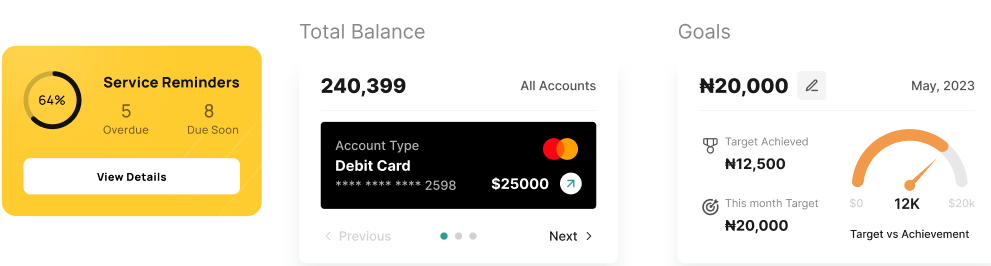 Service Reminders
64%
5
8
Overdue
Due Soon
View Details
Total Balance
240,399
All Accounts
Account Type
Debit Card
**** **** **** 2598
$25000
Previous
Next
Goals
₦20,000
May, 2023
Target Achieved
₦12,500
This month Target
₦20,000
$0
12K
$20k
Target vs Achievement